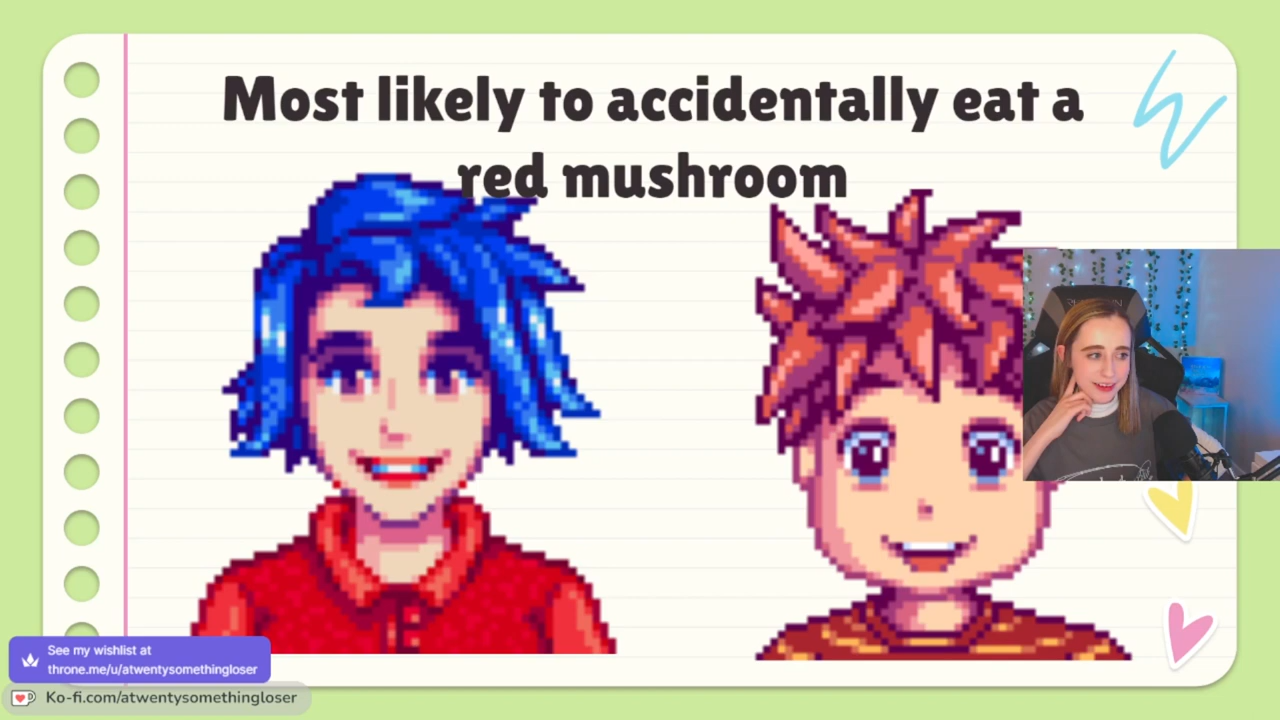 Most likely to accidentally eat a
red mushroom
See my wishlist at
throne.me/u/atwentysomethingloser
Ko-fi.com/atwentysomethingloser